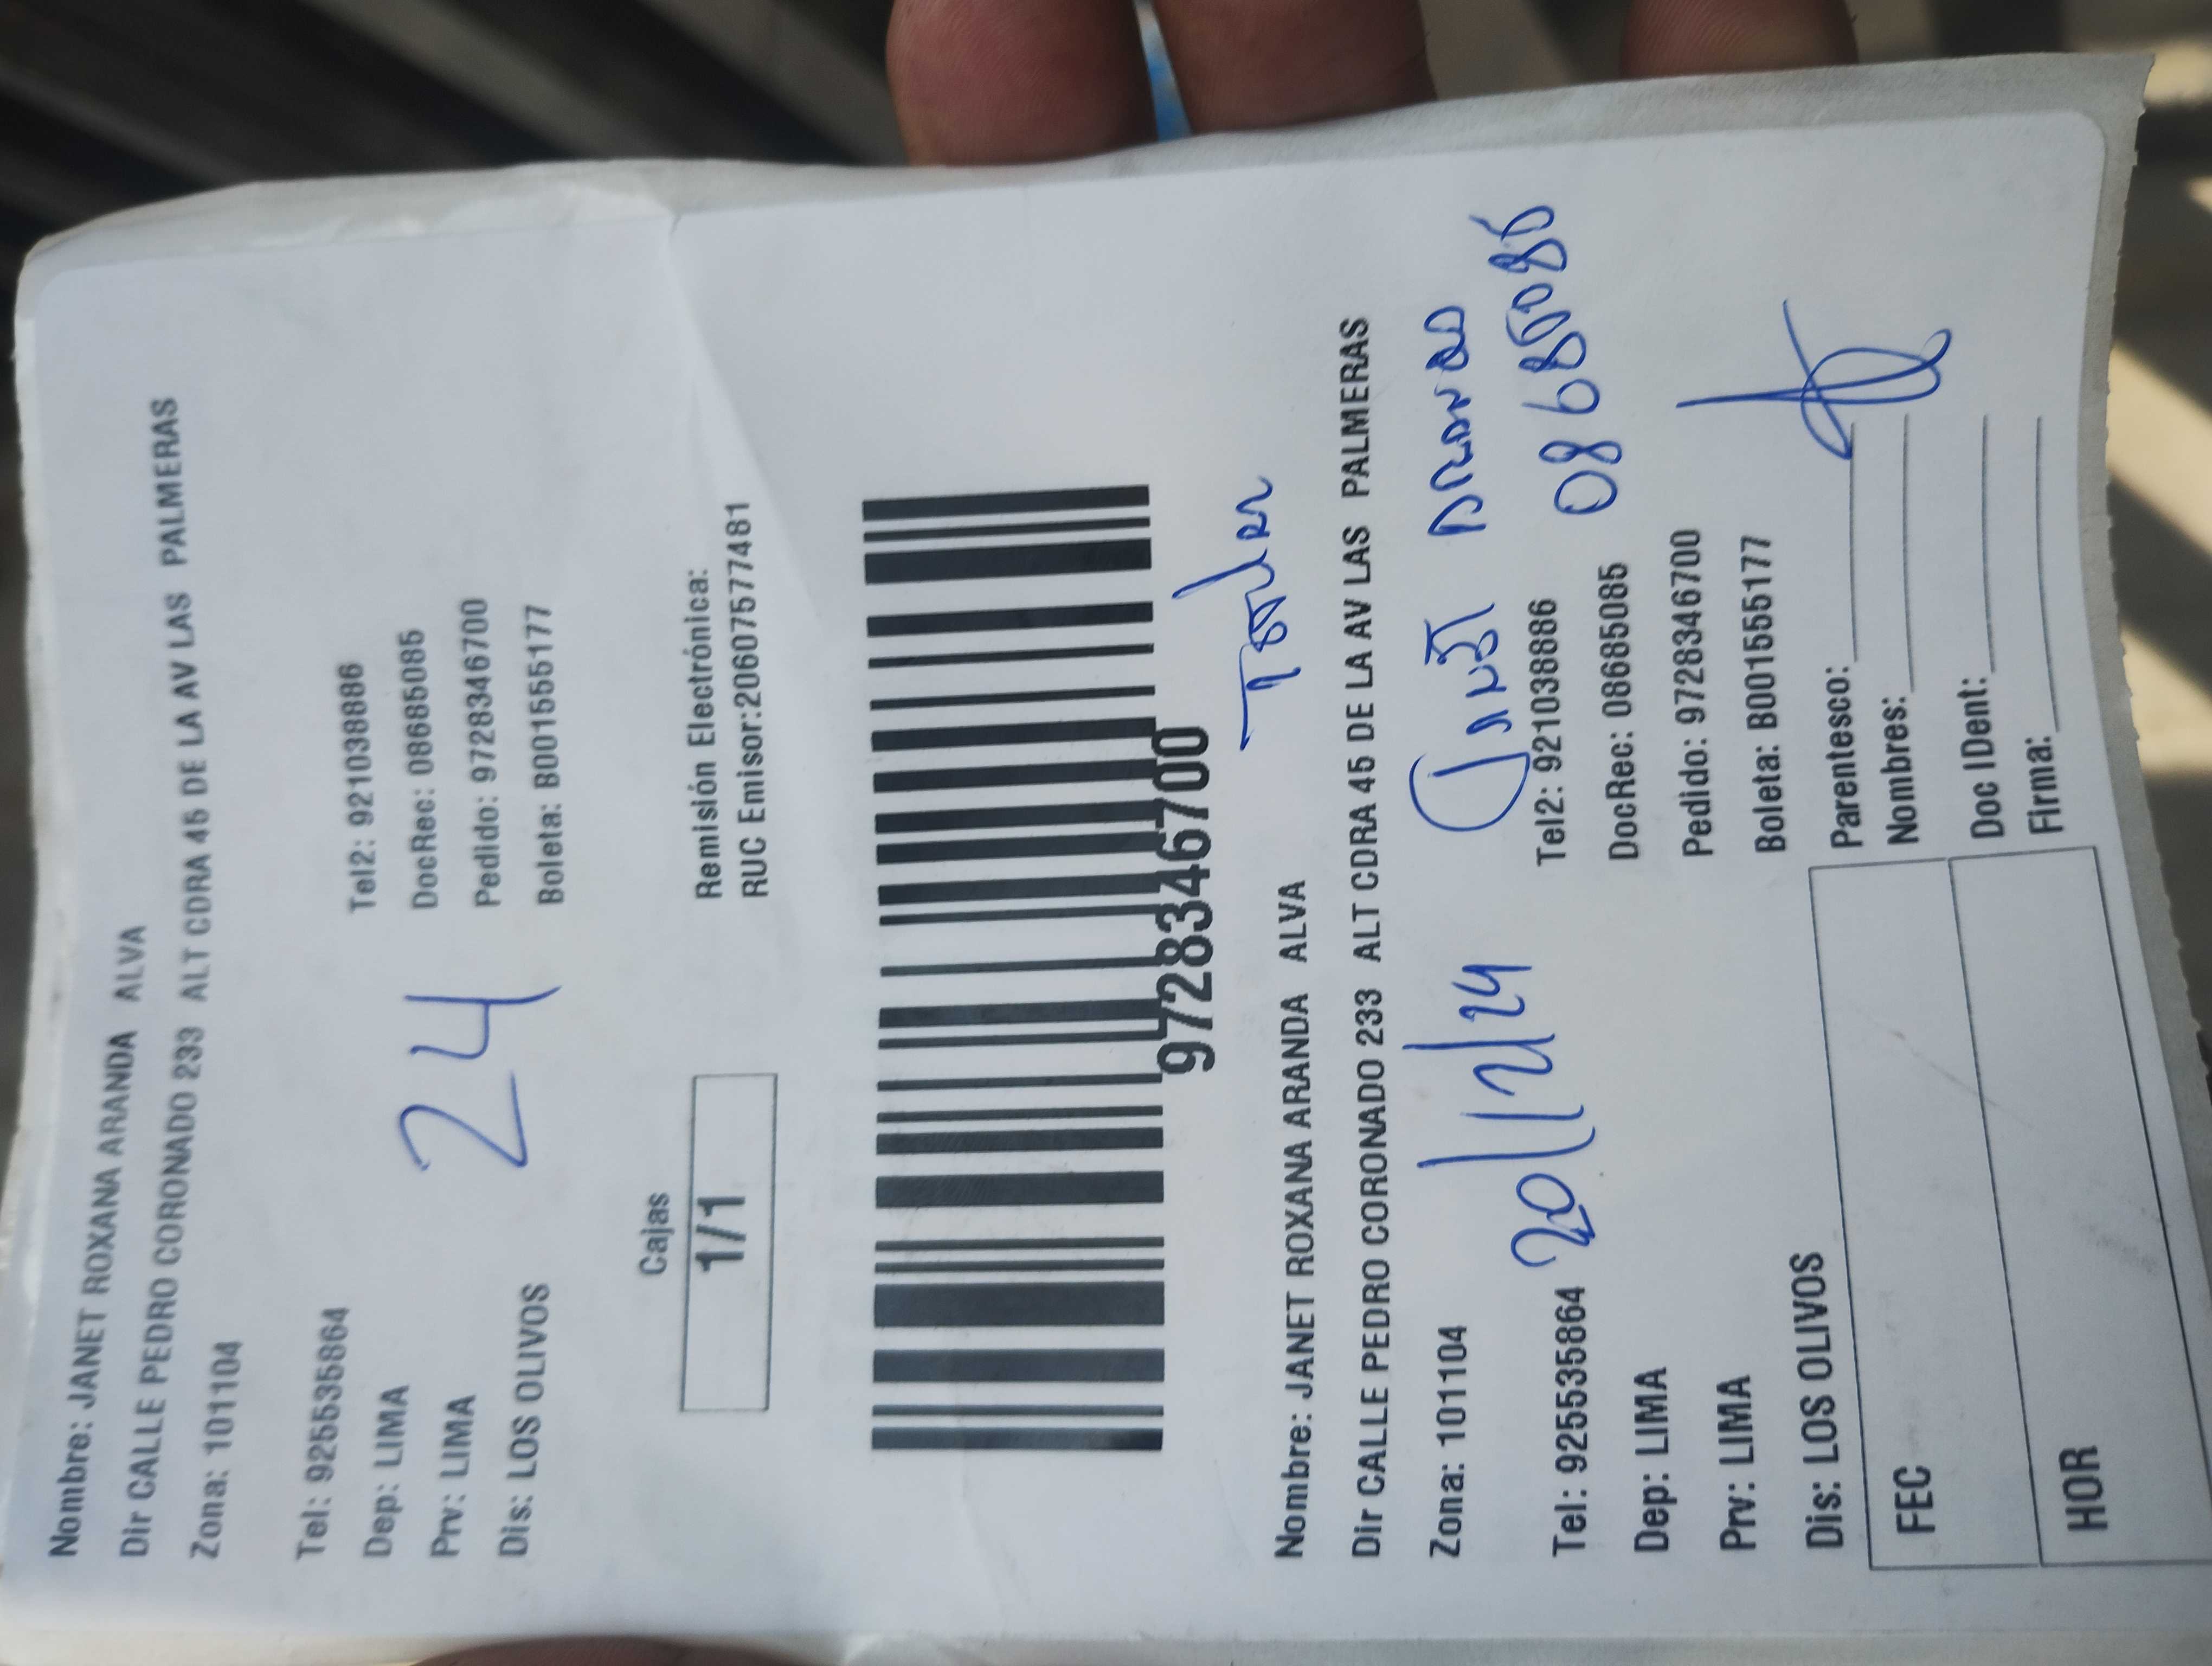 Nombre: JANET ROXANA ARANDA ALVA
Dir CALLE PEDRO CORONADO 233 ALT CDRA 45 DE LA AV LAS PALMERAS
Zona: 101104
Tel: 925535864 Tel2: 921038886
Dep: LIMA DocRec: 08685085
Prv: LIMA Pedido: 9728346700
Dis: LOS OLIVOS Boleta: B001555177
24
Cajas Remisión Electrónica:
1/1 RUC Emisor:20607577481
9728346700
Nombre: JANET ROXANA ARANDA ALVA
Dir CALLE PEDRO CORONADO 233 ALT CDRA 45 DE LA AV LAS PALMERAS
Zona: 101104
20/12/24
Tel: 925535864 Tel2: 921038886
Dep: LIMA DocRec: 08685085
Prv: LIMA Pedido: 9728346700
Dis: LOS OLIVOS Boleta: B001555177
FEC Parentesco:
Nombres:
HOR Doc IDent:
Firma: